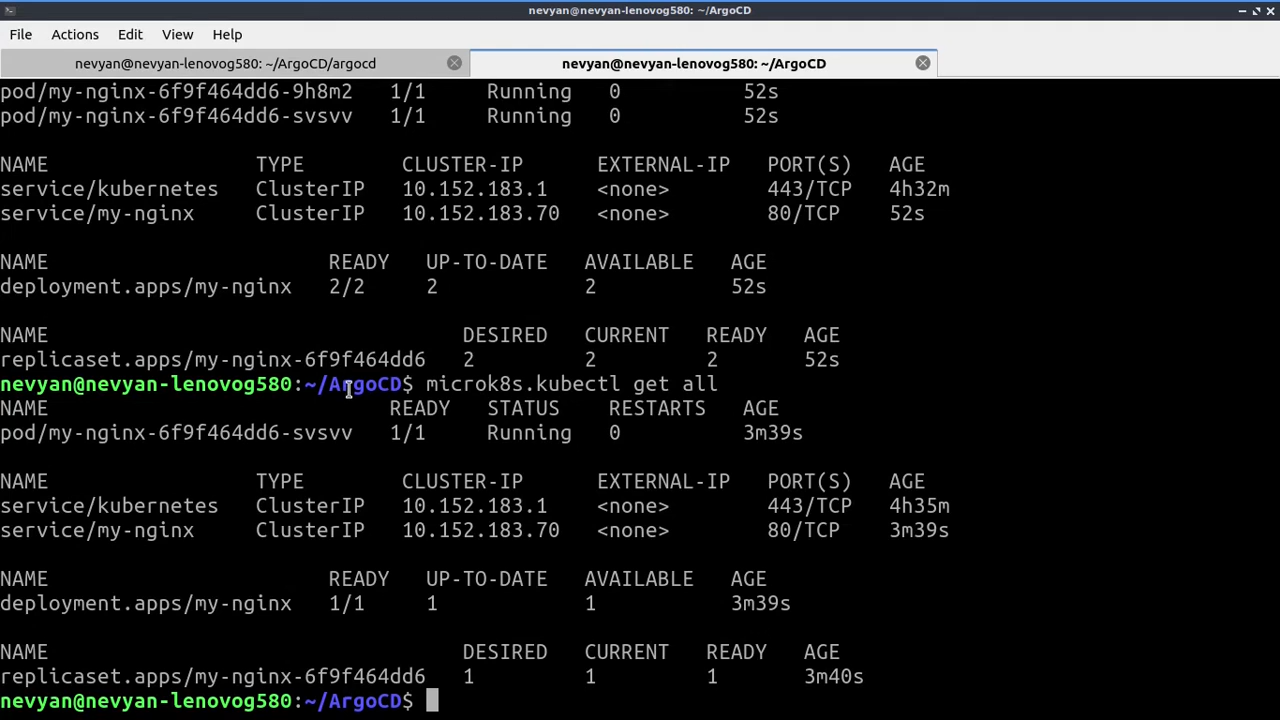 nevyan@nevyan-lenovog580: ~/ArgoCD
File Actions Edit View Help
nevyan@nevyan-lenovog580: ~/ArgoCD/argocd nevyan@nevyan-lenovog580: ~/ArgoCD
pod/my-nginx-6f9f464dd6-9h8m2 1/1 Running 0 52s
pod/my-nginx-6f9f464dd6-svsvv 1/1 Running 0 52s
NAME TYPE CLUSTER-IP EXTERNAL-IP PORT(S) AGE
service/kubernetes ClusterIP 10.152.183.1 <none> 443/TCP 4h32m
service/my-nginx ClusterIP 10.152.183.70 <none> 80/TCP 52s
NAME READY UP-TO-DATE AVAILABLE AGE
deployment.apps/my-nginx 2/2 2 2 52s
NAME DESIRED CURRENT READY AGE
replicaset.apps/my-nginx-6f9f464dd6 2 2 2 52s
nevyan@nevyan-lenovog580:~/ArgoCD$ microk8s.kubectl get all
NAME READY STATUS RESTARTS AGE
pod/my-nginx-6f9f464dd6-svsvv 1/1 Running 0 3m39s
NAME TYPE CLUSTER-IP EXTERNAL-IP PORT(S) AGE
service/kubernetes ClusterIP 10.152.183.1 <none> 443/TCP 4h35m
service/my-nginx ClusterIP 10.152.183.70 <none> 80/TCP 3m39s
NAME READY UP-TO-DATE AVAILABLE AGE
deployment.apps/my-nginx 1/1 1 1 3m39s
NAME DESIRED CURRENT READY AGE
replicaset.apps/my-nginx-6f9f464dd6 1 1 1 3m40s
nevyan@nevyan-lenovog580:~/ArgoCD$